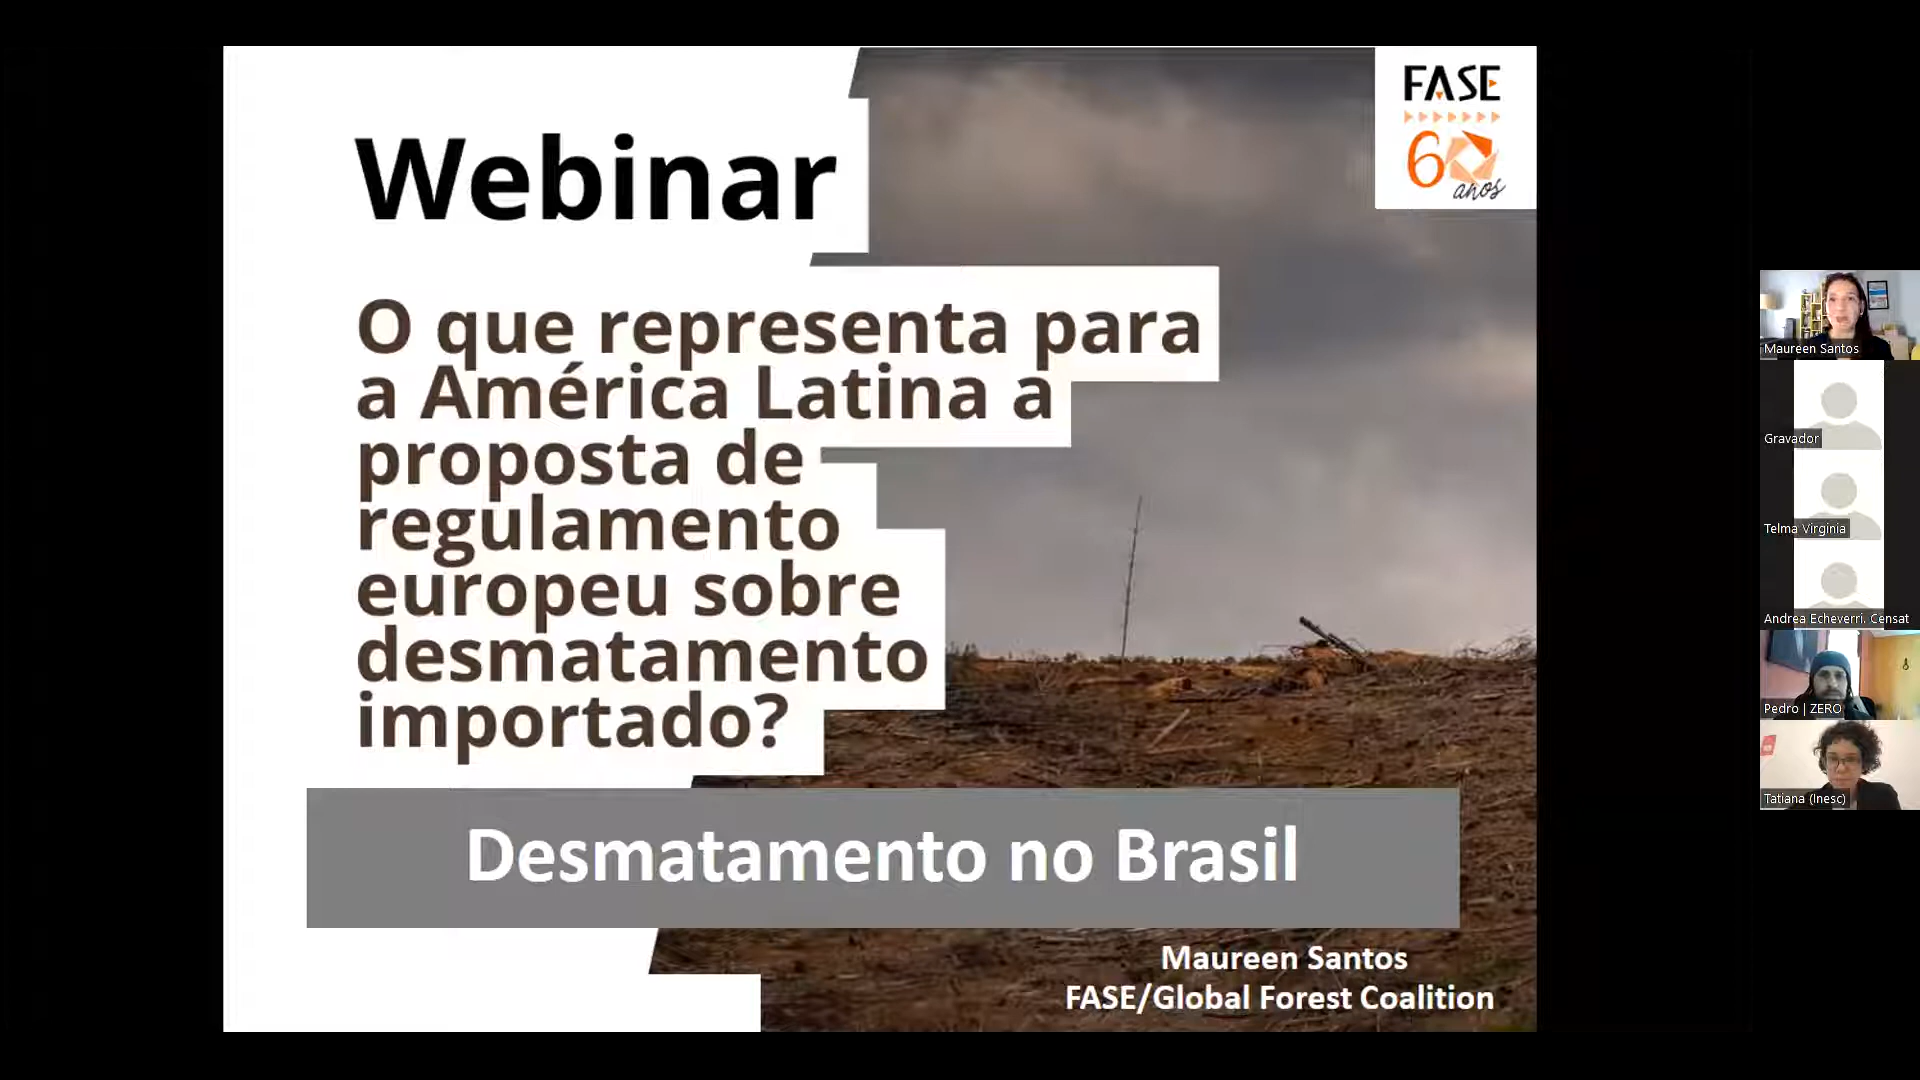 FASE
60
anos
Webinar
O que representa para
a América Latina a
proposta de
regulamento
europeu sobre
desmatamento
importado?
Desmatamento no Brasil
Maureen Santos
FASE/Global Forest Coalition
Maureen Santos
Gravador
Telma Virginia
Andrea Echeverri. Censat
Pedro | ZERO
Tatiana (Inesc)